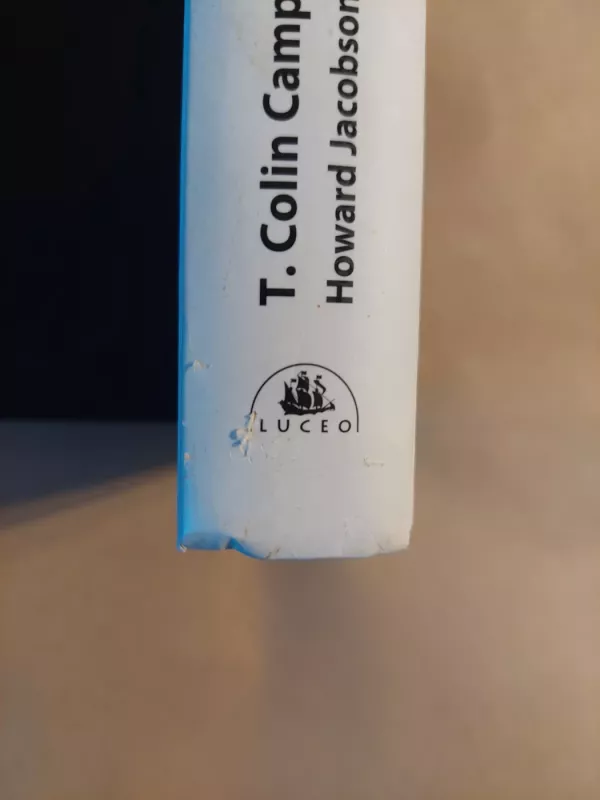 T. Colin Camp
Howard Jacobson
LUCEO